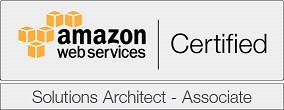 amazon
webservices
Certified
Solutions Architect - Associate